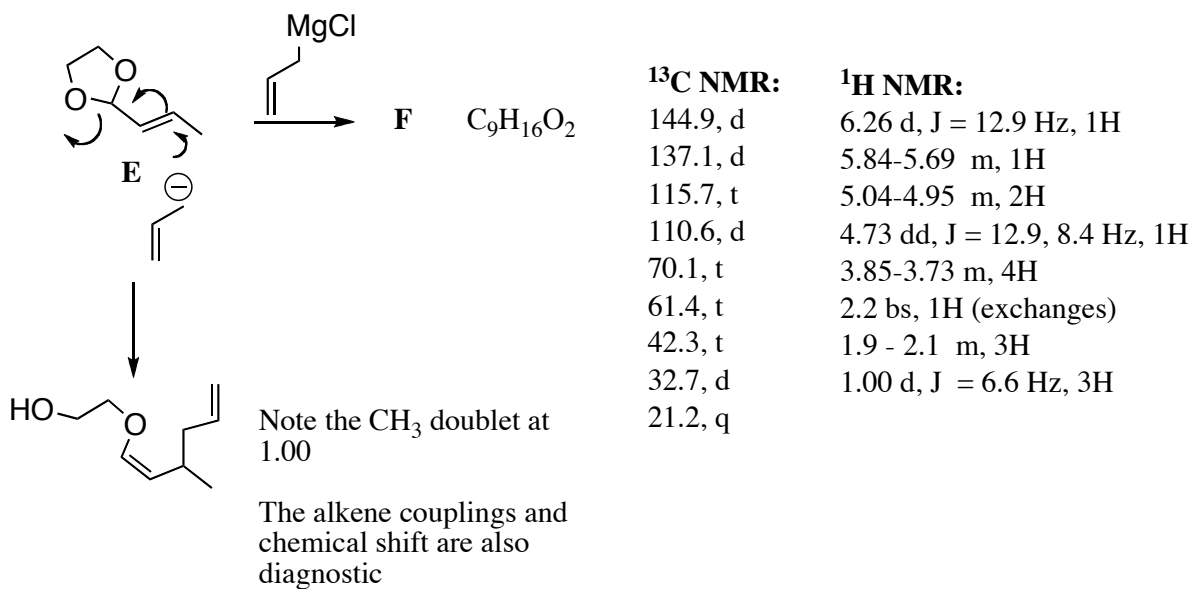 MgCl
O
O
E
F C₉H₁₆O₂
¹³C NMR:
144.9, d
137.1, d
115.7, t
110.6, d
70.1, t
61.4, t
42.3, t
32.7, d
21.2, q
¹H NMR:
6.26 d, J = 12.9 Hz, 1H
5.84-5.69 m, 1H
5.04-4.95 m, 2H
4.73 dd, J = 12.9, 8.4 Hz, 1H
3.85-3.73 m, 4H
2.2 bs, 1H (exchanges)
1.9 - 2.1 m, 3H
1.00 d, J = 6.6 Hz, 3H
−
HO
O
Note the CH₃ doublet at
1.00
The alkene couplings and
chemical shift are also
diagnostic